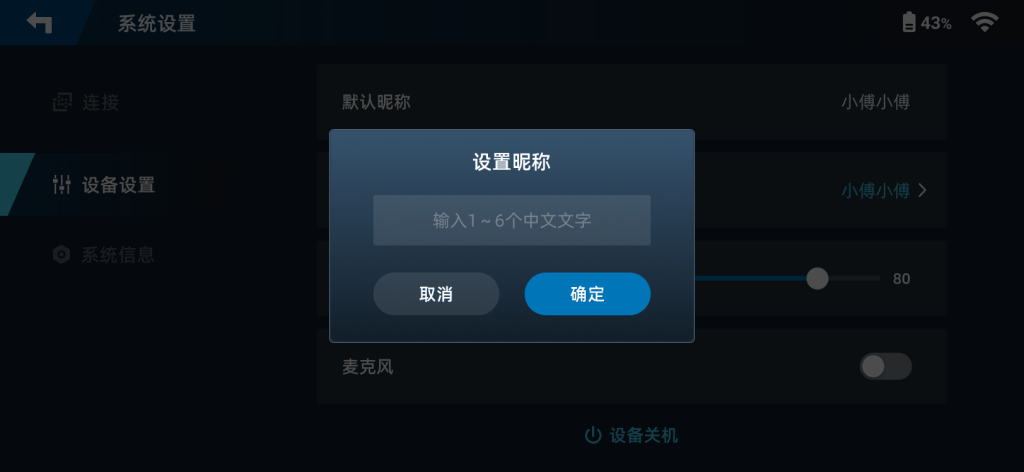 系统设置
43%
连接
默认昵称
小傅小傅
设置昵称
设备设置
小傅小傅
输入1~6个中文文字
系统信息
80
取消
确定
麦克风
设备关机